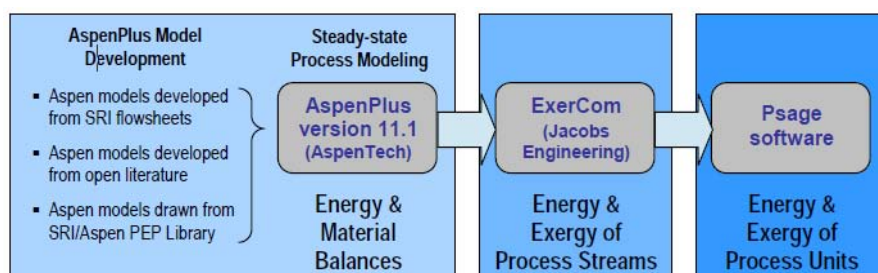 AspenPlus Model
Development
▪ Aspen models developed
from SRI flowsheets
▪ Aspen models developed
from open literature
▪ Aspen models drawn from
SRI/Aspen PEP Library
Steady-state
Process Modeling
AspenPlus
version 11.1
(AspenTech)
Energy &
Material
Balances
ExerCom
(Jacobs
Engineering)
Energy &
Exergy of
Process Streams
Psage
software
Energy &
Exergy of
Process Units